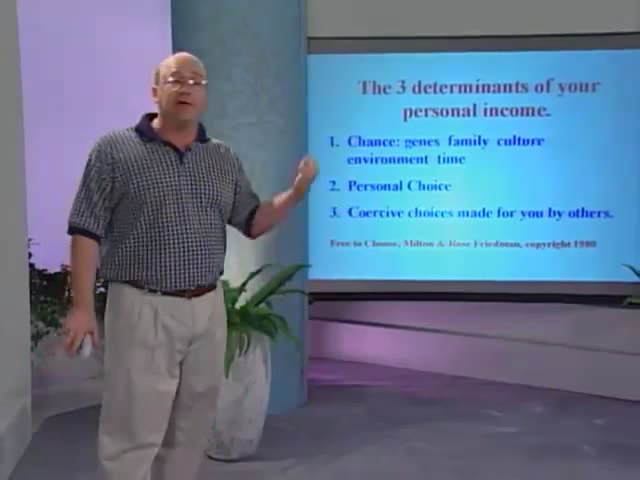 The 3 determinants of your
personal income.
1. Chance: genes family culture
environment time
2. Personal Choice
3. Coercive choices made for you by others.
Free to Choose, Milton & Rose Friedman, copyright 1980